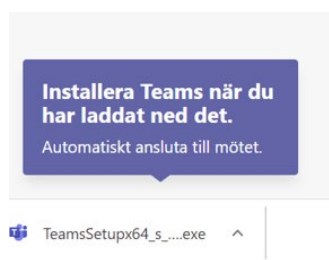 Installera Teams när du
har laddat ned det.
Automatiskt ansluta till mötet.
TeamsSetupx64_s_....exe